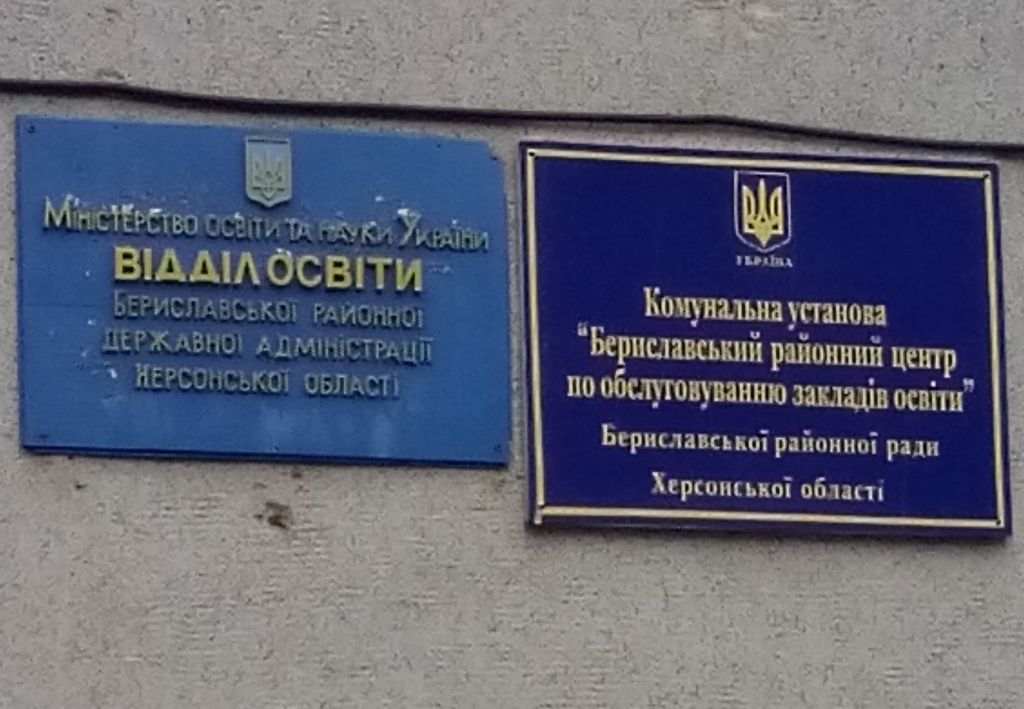 Міністерство освіти та науки України
ВІДДІЛ ОСВІТИ
БЕРИСЛАВСЬКОЇ РАЙОННОЇ
ДЕРЖАВНОЇ АДМІНІСТРАЦІЇ
ХЕРСОНСЬКОЇ ОБЛАСТІ
УКРАЇНА
Комунальна установа
“Бериславський районний центр
по обслуговуванню закладів освіти”
Бериславської районної ради
Херсонської області